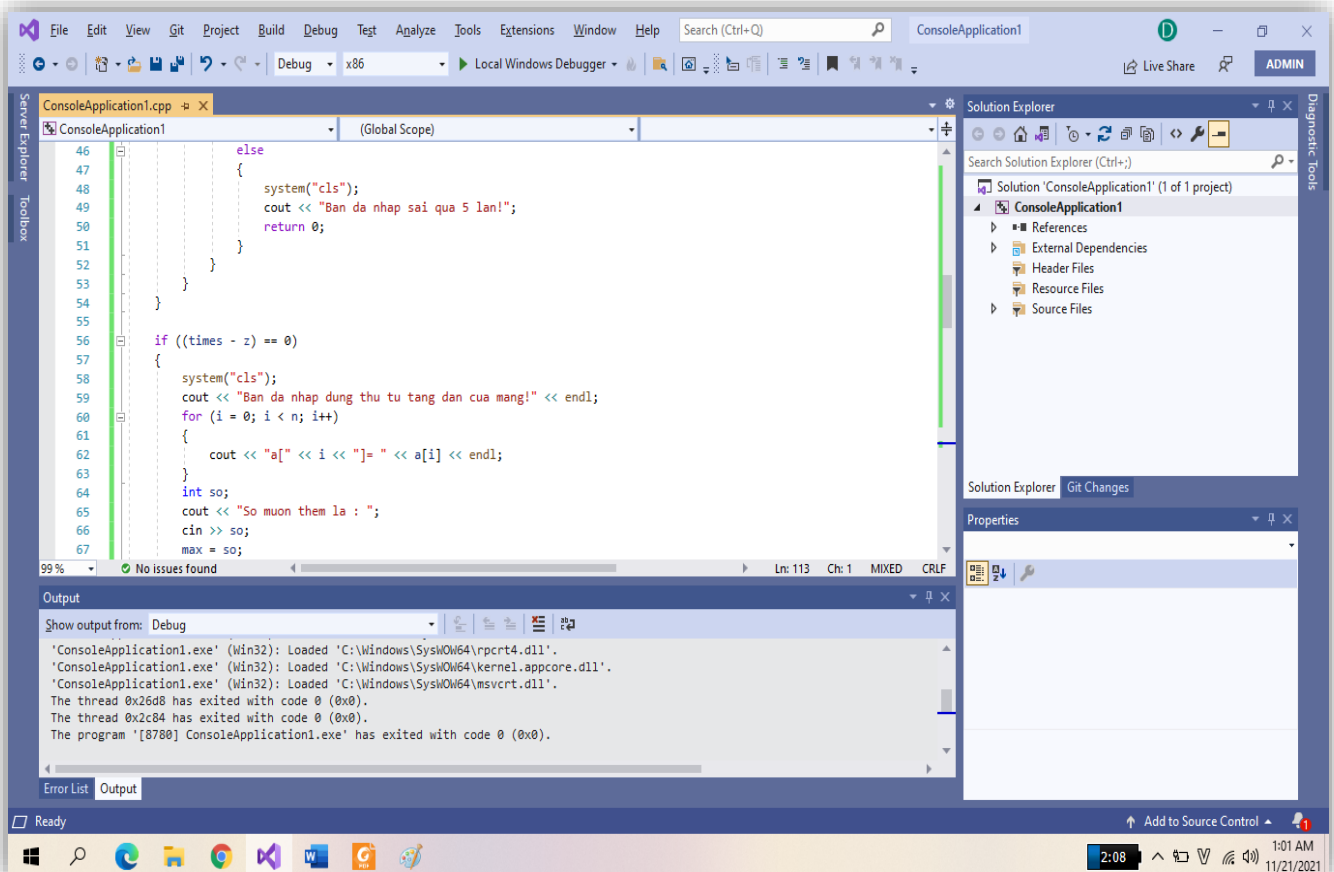 File Edit View Git Project Build Debug Test Analyze Tools Extensions Window Help Search (Ctrl+Q) ConsoleApplication1 D
Debug x86 Local Windows Debugger Live Share ADMIN
Server Explorer
Toolbox
ConsoleApplication1.cpp
ConsoleApplication1 (Global Scope)
46 else
47 {
48 system("cls");
49 cout << "Ban da nhap sai qua 5 lan!";
50 return 0;
51 }
52 }
53 }
54 }
55
56 if ((times - z) == 0)
57 {
58 system("cls");
59 cout << "Ban da nhap dung thu tu tang dan cua mang!" << endl;
60 for (i = 0; i < n; i++)
61 {
62 cout << "a[" << i << "]= " << a[i] << endl;
63 }
64 int so;
65 cout << "So muon them la : ";
66 cin >> so;
67 max = so;
99 % No issues found Ln: 113 Ch: 1 MIXED CRLF
Output
Show output from: Debug
'ConsoleApplication1.exe' (Win32): Loaded 'C:\Windows\SysWOW64\rpcrt4.dll'.
'ConsoleApplication1.exe' (Win32): Loaded 'C:\Windows\SysWOW64\kernel.appcore.dll'.
'ConsoleApplication1.exe' (Win32): Loaded 'C:\Windows\SysWOW64\msvcrt.dll'.
The thread 0x26d8 has exited with code 0 (0x0).
The thread 0x2c84 has exited with code 0 (0x0).
The program '[8780] ConsoleApplication1.exe' has exited with code 0 (0x0).
Error List Output
Solution Explorer
Search Solution Explorer (Ctrl+;)
Solution 'ConsoleApplication1' (1 of 1 project)
ConsoleApplication1
References
External Dependencies
Header Files
Resource Files
Source Files
Solution Explorer Git Changes
Properties
Diagnostic Tools
Ready Add to Source Control 1
2:08 1:01 AM
11/21/2021